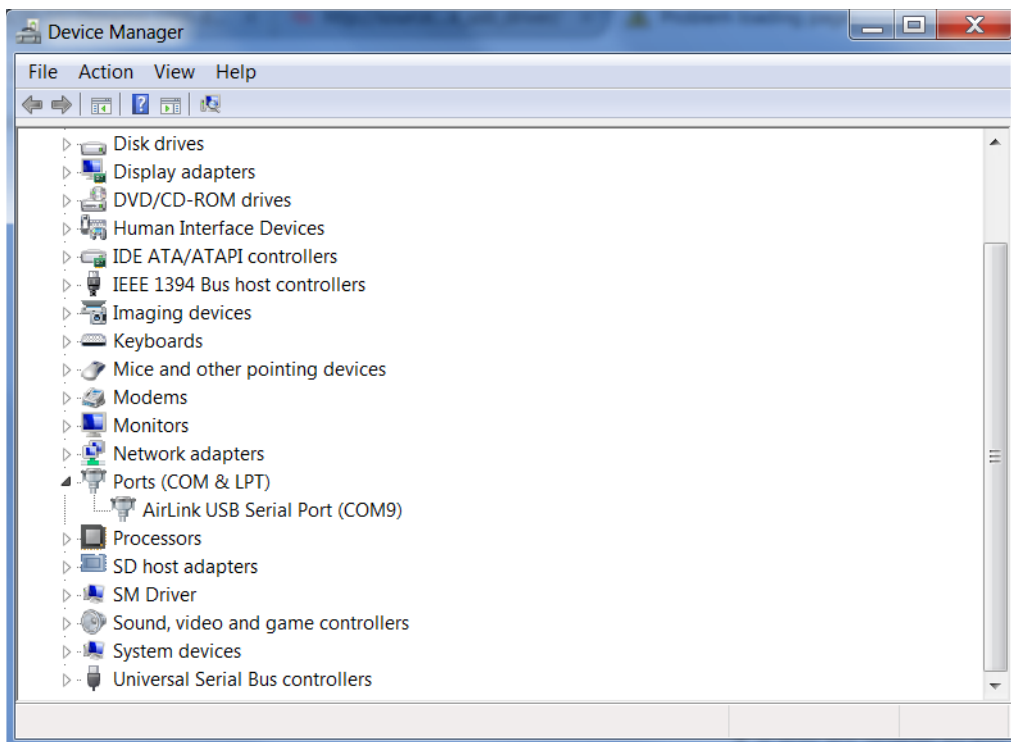 Device Manager
File Action View Help
Disk drives
Display adapters
DVD/CD-ROM drives
Human Interface Devices
IDE ATA/ATAPI controllers
IEEE 1394 Bus host controllers
Imaging devices
Keyboards
Mice and other pointing devices
Modems
Monitors
Network adapters
Ports (COM & LPT)
AirLink USB Serial Port (COM9)
Processors
SD host adapters
SM Driver
Sound, video and game controllers
System devices
Universal Serial Bus controllers